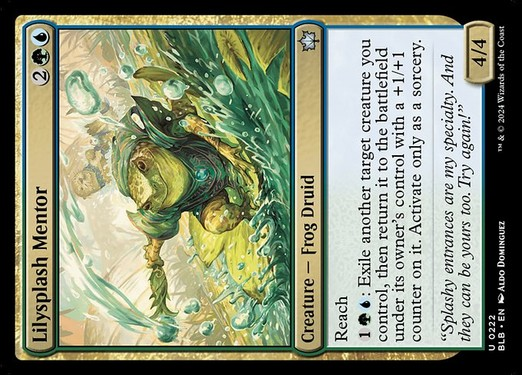 Lilysplash Mentor 2
Creature — Frog Druid
Reach
1 : Exile another target creature you
control, then return it to the battlefield
under its owner's control with a +1/+1
counter on it. Activate only as a sorcery.
"Splashy entrances are my specialty. And
they can be yours too. Try again!"
4/4
U 0222
BLB • EN Aldo Domínguez
™ & © 2024 Wizards of the Coast